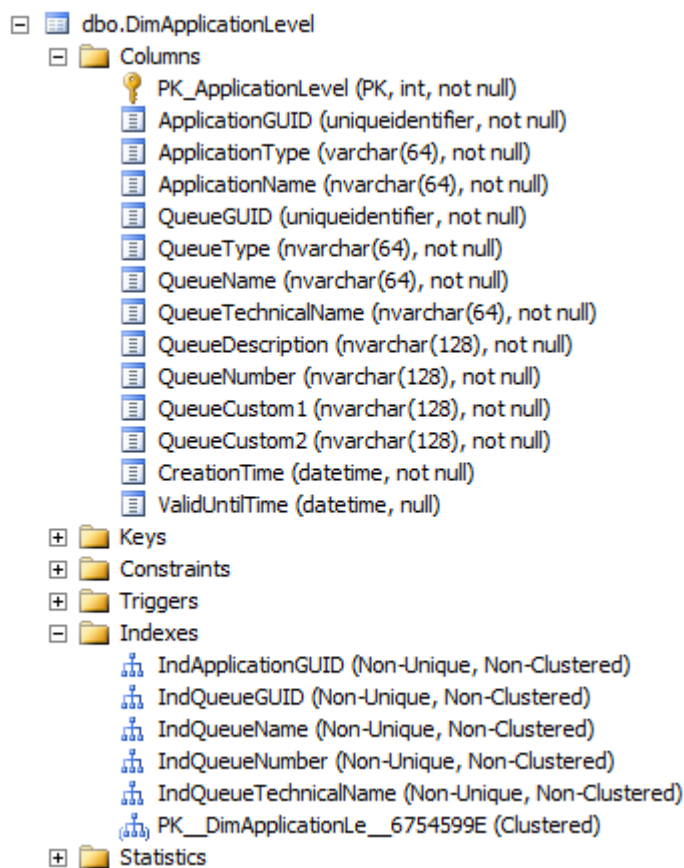 dbo.DimApplicationLevel
Columns
PK_ApplicationLevel (PK, int, not null)
ApplicationGUID (uniqueidentifier, not null)
ApplicationType (varchar(64), not null)
ApplicationName (nvarchar(64), not null)
QueueGUID (uniqueidentifier, not null)
QueueType (nvarchar(64), not null)
QueueName (nvarchar(64), not null)
QueueTechnicalName (nvarchar(64), not null)
QueueDescription (nvarchar(128), not null)
QueueNumber (nvarchar(128), not null)
QueueCustom1 (nvarchar(128), not null)
QueueCustom2 (nvarchar(128), not null)
CreationTime (datetime, not null)
ValidUntilTime (datetime, null)
Keys
Constraints
Triggers
Indexes
IndApplicationGUID (Non-Unique, Non-Clustered)
IndQueueGUID (Non-Unique, Non-Clustered)
IndQueueName (Non-Unique, Non-Clustered)
IndQueueNumber (Non-Unique, Non-Clustered)
IndQueueTechnicalName (Non-Unique, Non-Clustered)
PK__DimApplicationLe__6754599E (Clustered)
Statistics